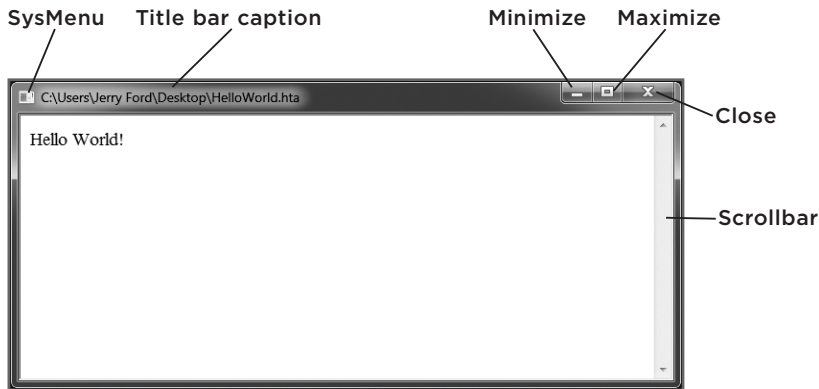 SysMenu Title bar caption Minimize Maximize
C:\Users\Jerry Ford\Desktop\HelloWorld.hta
Close
Hello World!
Scrollbar